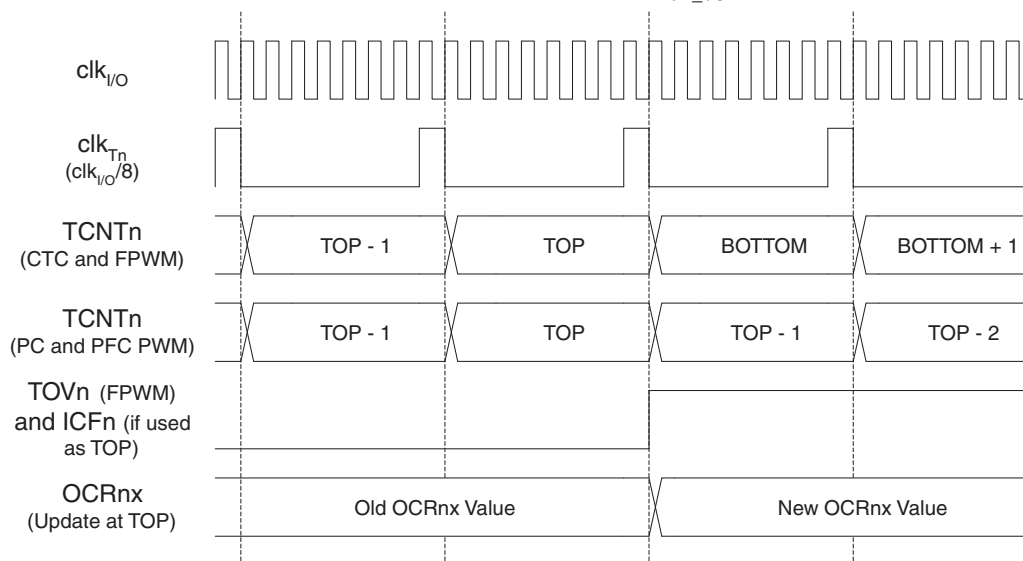 clkI/O
clkTn
(clkI/O/8)
TCNTn
(CTC and FPWM)
TOP - 1
TOP
BOTTOM
BOTTOM + 1
TCNTn
(PC and PFC PWM)
TOP - 1
TOP
TOP - 1
TOP - 2
TOVn (FPWM)
and ICFn (if used
as TOP)
OCRnx
(Update at TOP)
Old OCRnx Value
New OCRnx Value